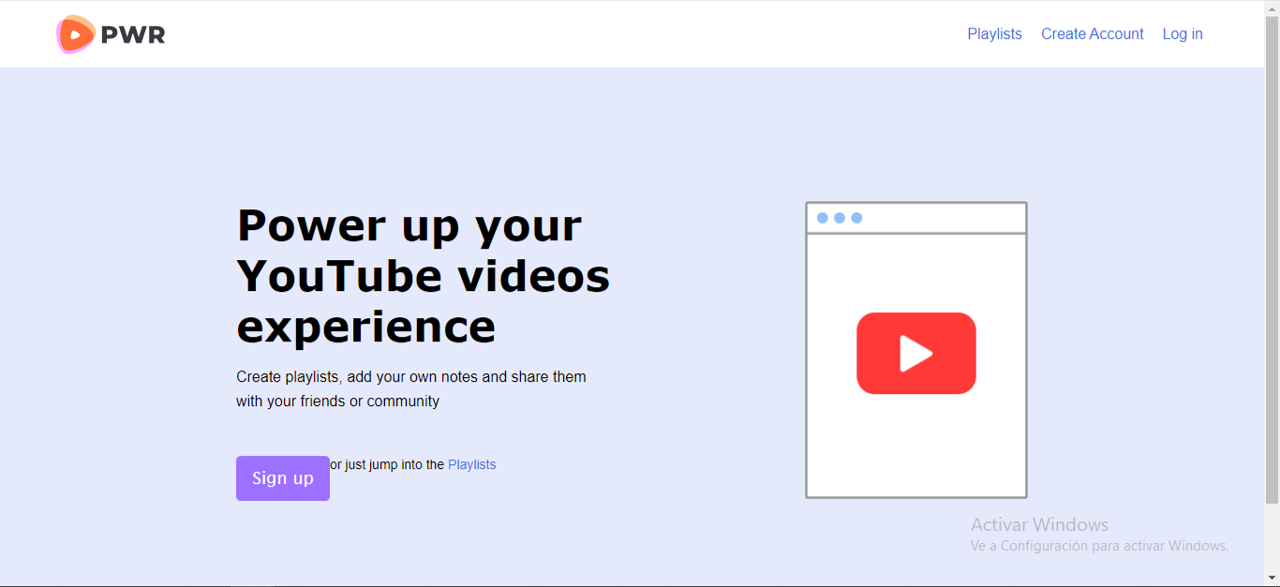 PWR
Playlists Create Account Log in
Power up your
YouTube videos
experience
Create playlists, add your own notes and share them
with your friends or community
Sign up or just jump into the Playlists
Activar Windows
Ve a Configuración para activar Windows.